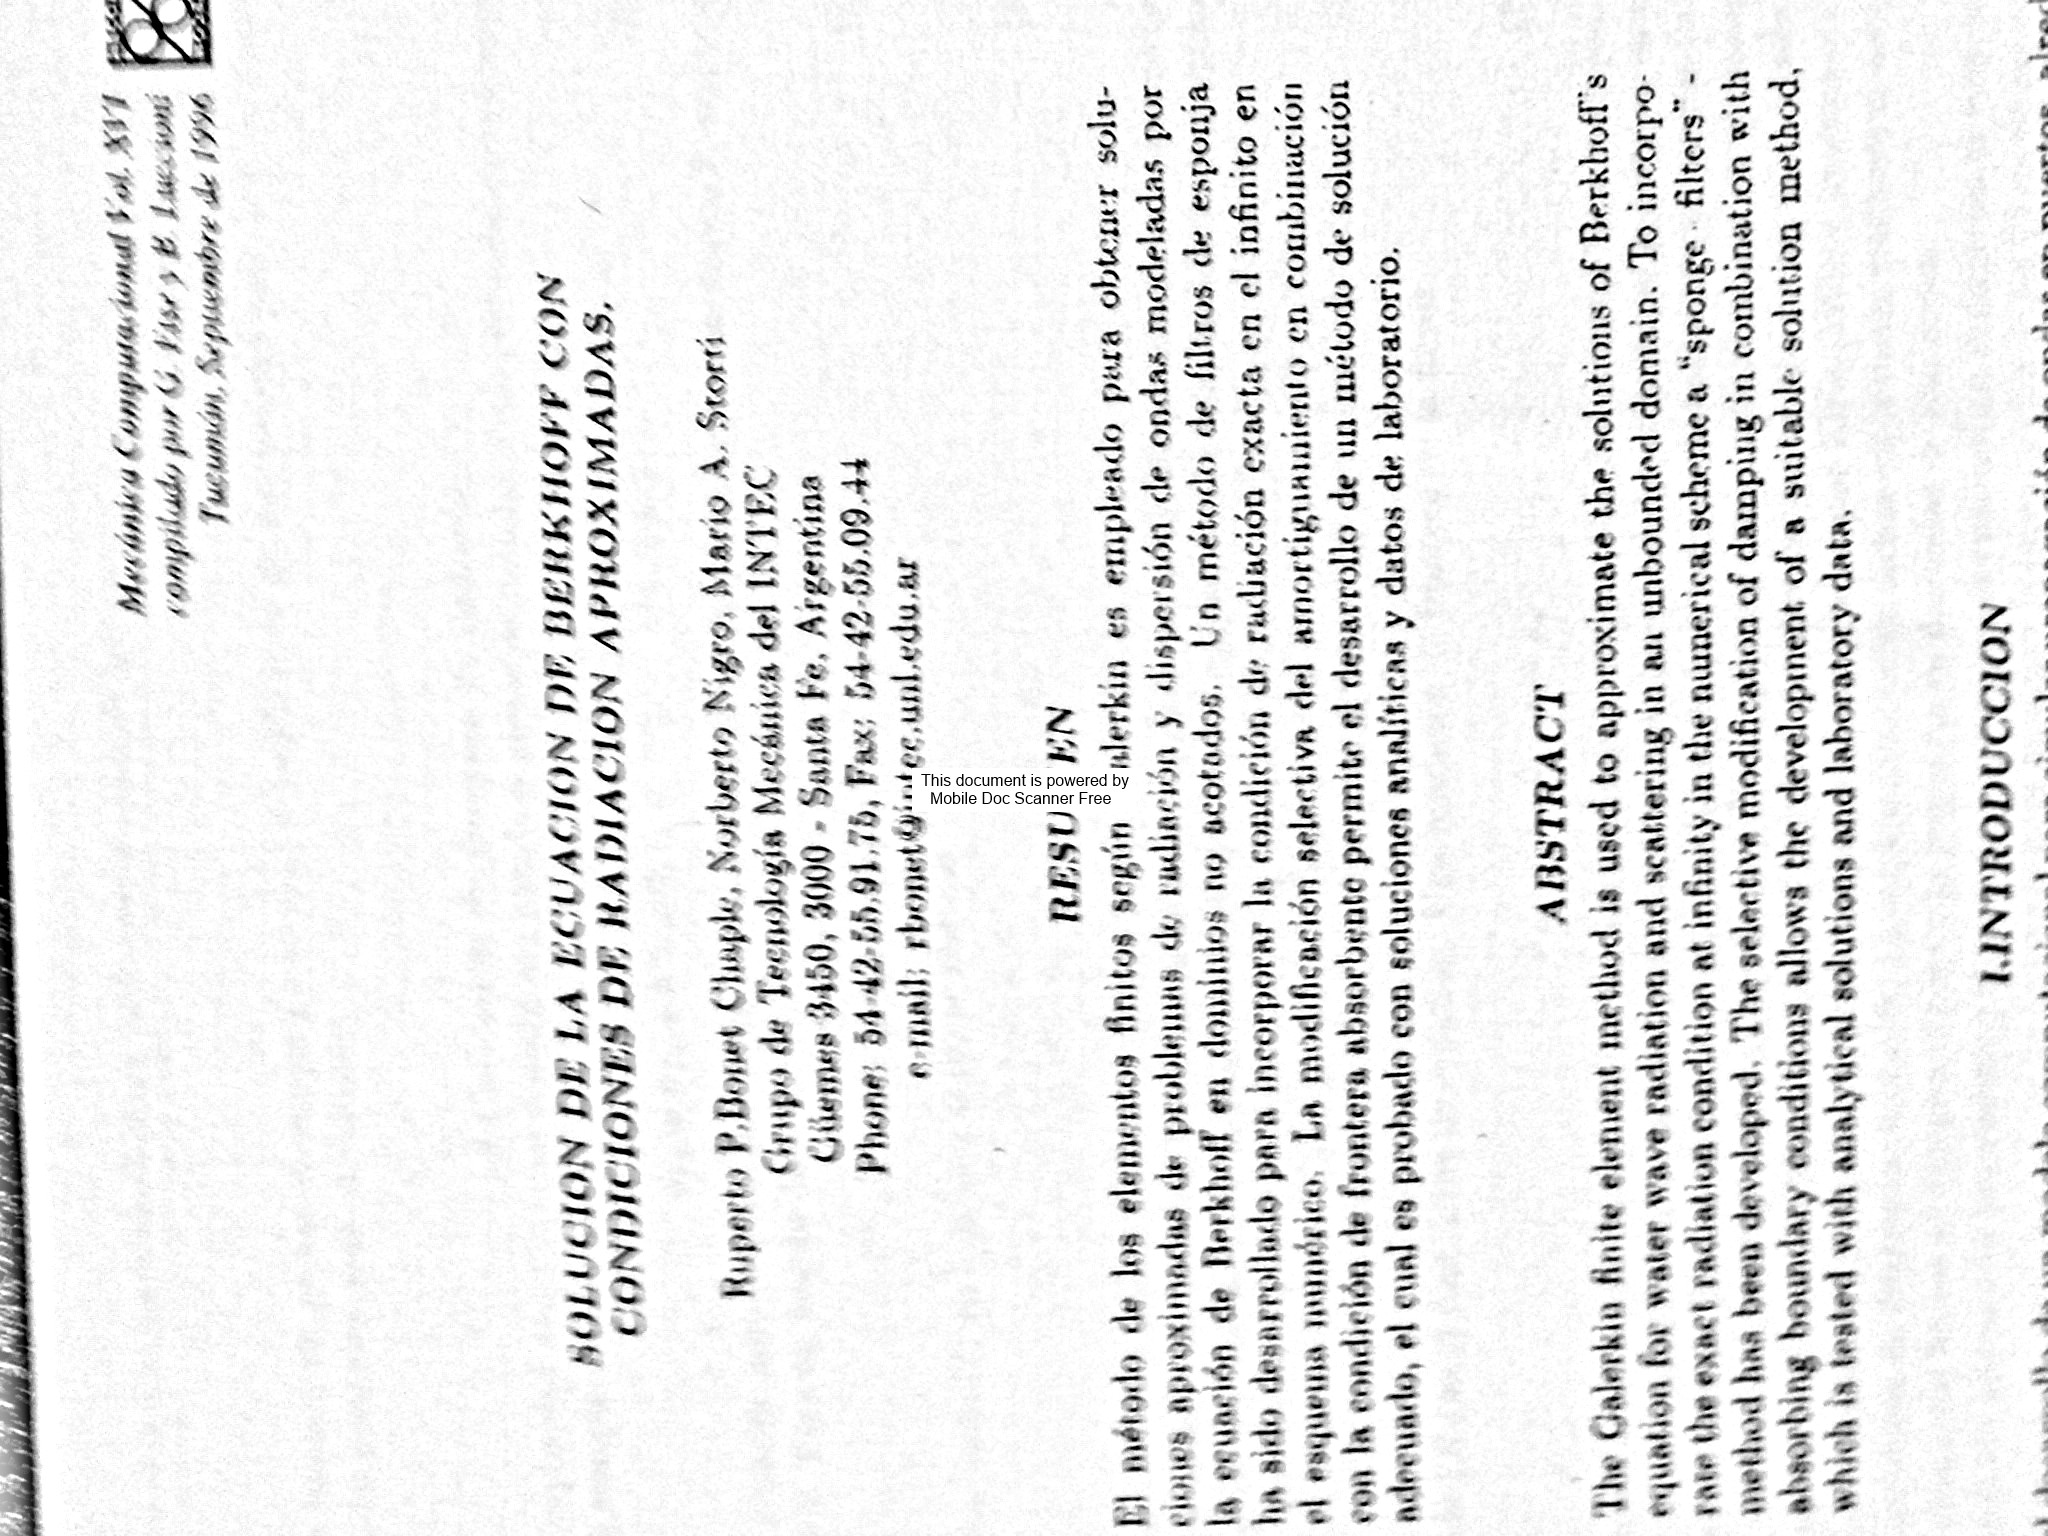 Mecánica Computacional Vol. XVI
compilado por G. Etse y B. Luccioni
Tucumán, Septiembre de 1996
SOLUCION DE LA ECUACION DE BERKHOFF CON
CONDICIONES DE RADIACION APROXIMADAS.
Ruperto P.Bonet Chaple, Norberto Nigro, Mario A. Storti
Grupo de Tecnología Mecánica del INTEC
Güemes 3450, 3000 - Santa Fe, Argentina
Phone: 54-42-55.91.75, Fax: 54-42-55.09.44
e-mail: rbonet@intec.unl.edu.ar
This document is powered by
Mobile Doc Scanner Free
RESU EN
El método de los elementos finitos según alerkin es empleado para obtener solu-
ciones aproximadas de problemas de radiación y dispersión de ondas modeladas por
la ecuación de Berkhoff en dominios no acotados. Un método de filtros de esponja
ha sido desarrollado para incorporar la condición de radiación exacta en el infinito en
el esquema numérico. La modificación selectiva del amortiguamiento en combinación
con la condición de frontera absorbente permite el desarrollo de un método de solución
adecuado, el cual es probado con soluciones analíticas y datos de laboratorio.
ABSTRACT
The Galerkin finite element method is used to approximate the solutions of Berkhoff's
equation for water wave radiation and scattering in an unbounded domain. To incorpo-
rate the exact radiation condition at infinity in the numerical scheme a "sponge - filters" -
method has been developed. The selective modification of damping in combination with
absorbing boundary conditions allows the development of a suitable solution method,
which is tested with analytical solutions and laboratory data.
1.INTRODUCCION